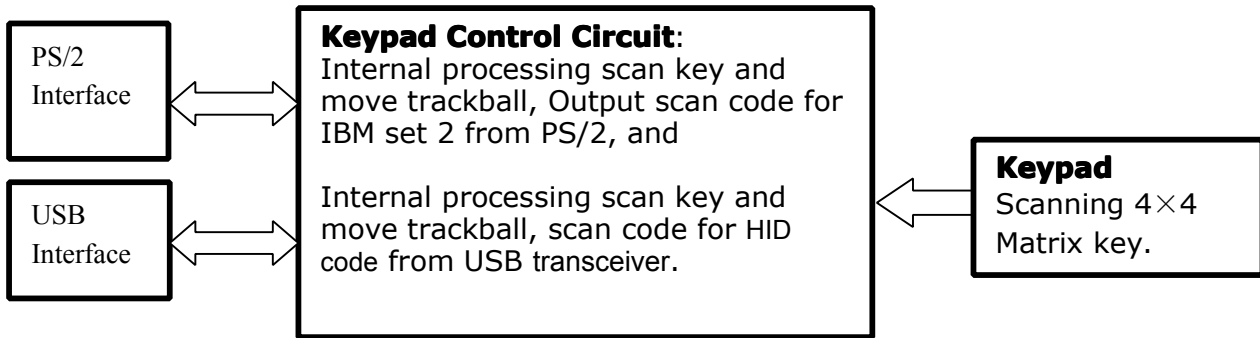 PS/2
Interface
USB
Interface
Keypad Control Circuit:
Internal processing scan key and
move trackball, Output scan code for
IBM set 2 from PS/2, and
Internal processing scan key and
move trackball, scan code for HID
code from USB transceiver.
Keypad
Scanning 4×4
Matrix key.